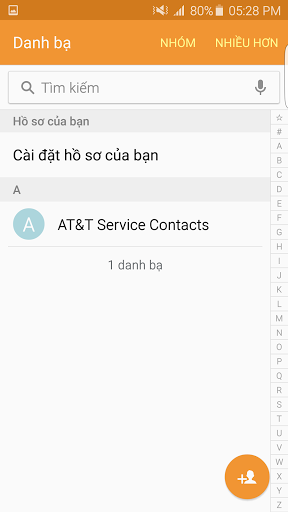 80% 05:28 PM
Danh bạ NHÓM NHIỀU HƠN
Tìm kiếm
Hồ sơ của bạn
Cài đặt hồ sơ của bạn
A
A AT&T Service Contacts
1 danh bạ
#
A
B
C
D
E
F
G
H
I
J
K
L
M
N
O
P
Q
R
S
T
U
V
W
X
Y
Z